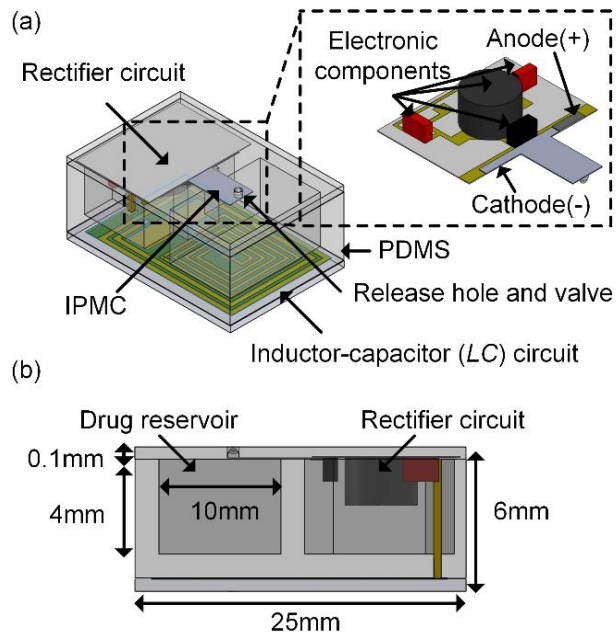 (a)
Rectifier circuit
Electronic
components
Anode(+)
Cathode(-)
PDMS
IPMC
Release hole and valve
Inductor-capacitor (LC) circuit
(b)
Drug reservoir
Rectifier circuit
0.1mm
4mm
10mm
6mm
25mm